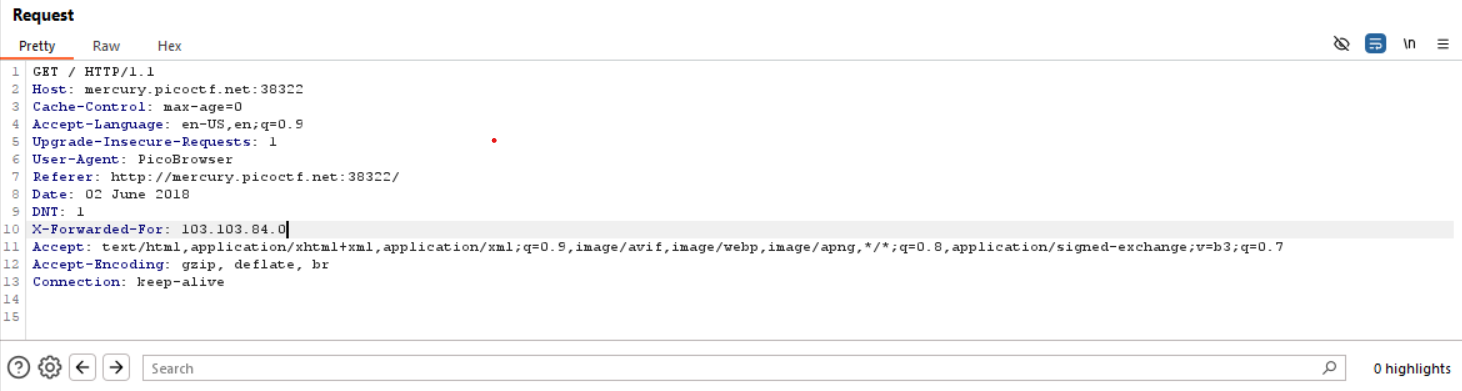 Request
Pretty Raw Hex
\n
1 GET / HTTP/1.1
2 Host: mercury.picoctf.net:38322
3 Cache-Control: max-age=0
4 Accept-Language: en-US,en;q=0.9
5 Upgrade-Insecure-Requests: 1
6 User-Agent: PicoBrowser
7 Referer: http://mercury.picoctf.net:38322/
8 Date: 02 June 2018
9 DNT: 1
10 X-Forwarded-For: 103.103.84.0
11 Accept: text/html,application/xhtml+xml,application/xml;q=0.9,image/avif,image/webp,image/apng,*/*;q=0.8,application/signed-exchange;v=b3;q=0.7
12 Accept-Encoding: gzip, deflate, br
13 Connection: keep-alive
14
15
Search
0 highlights